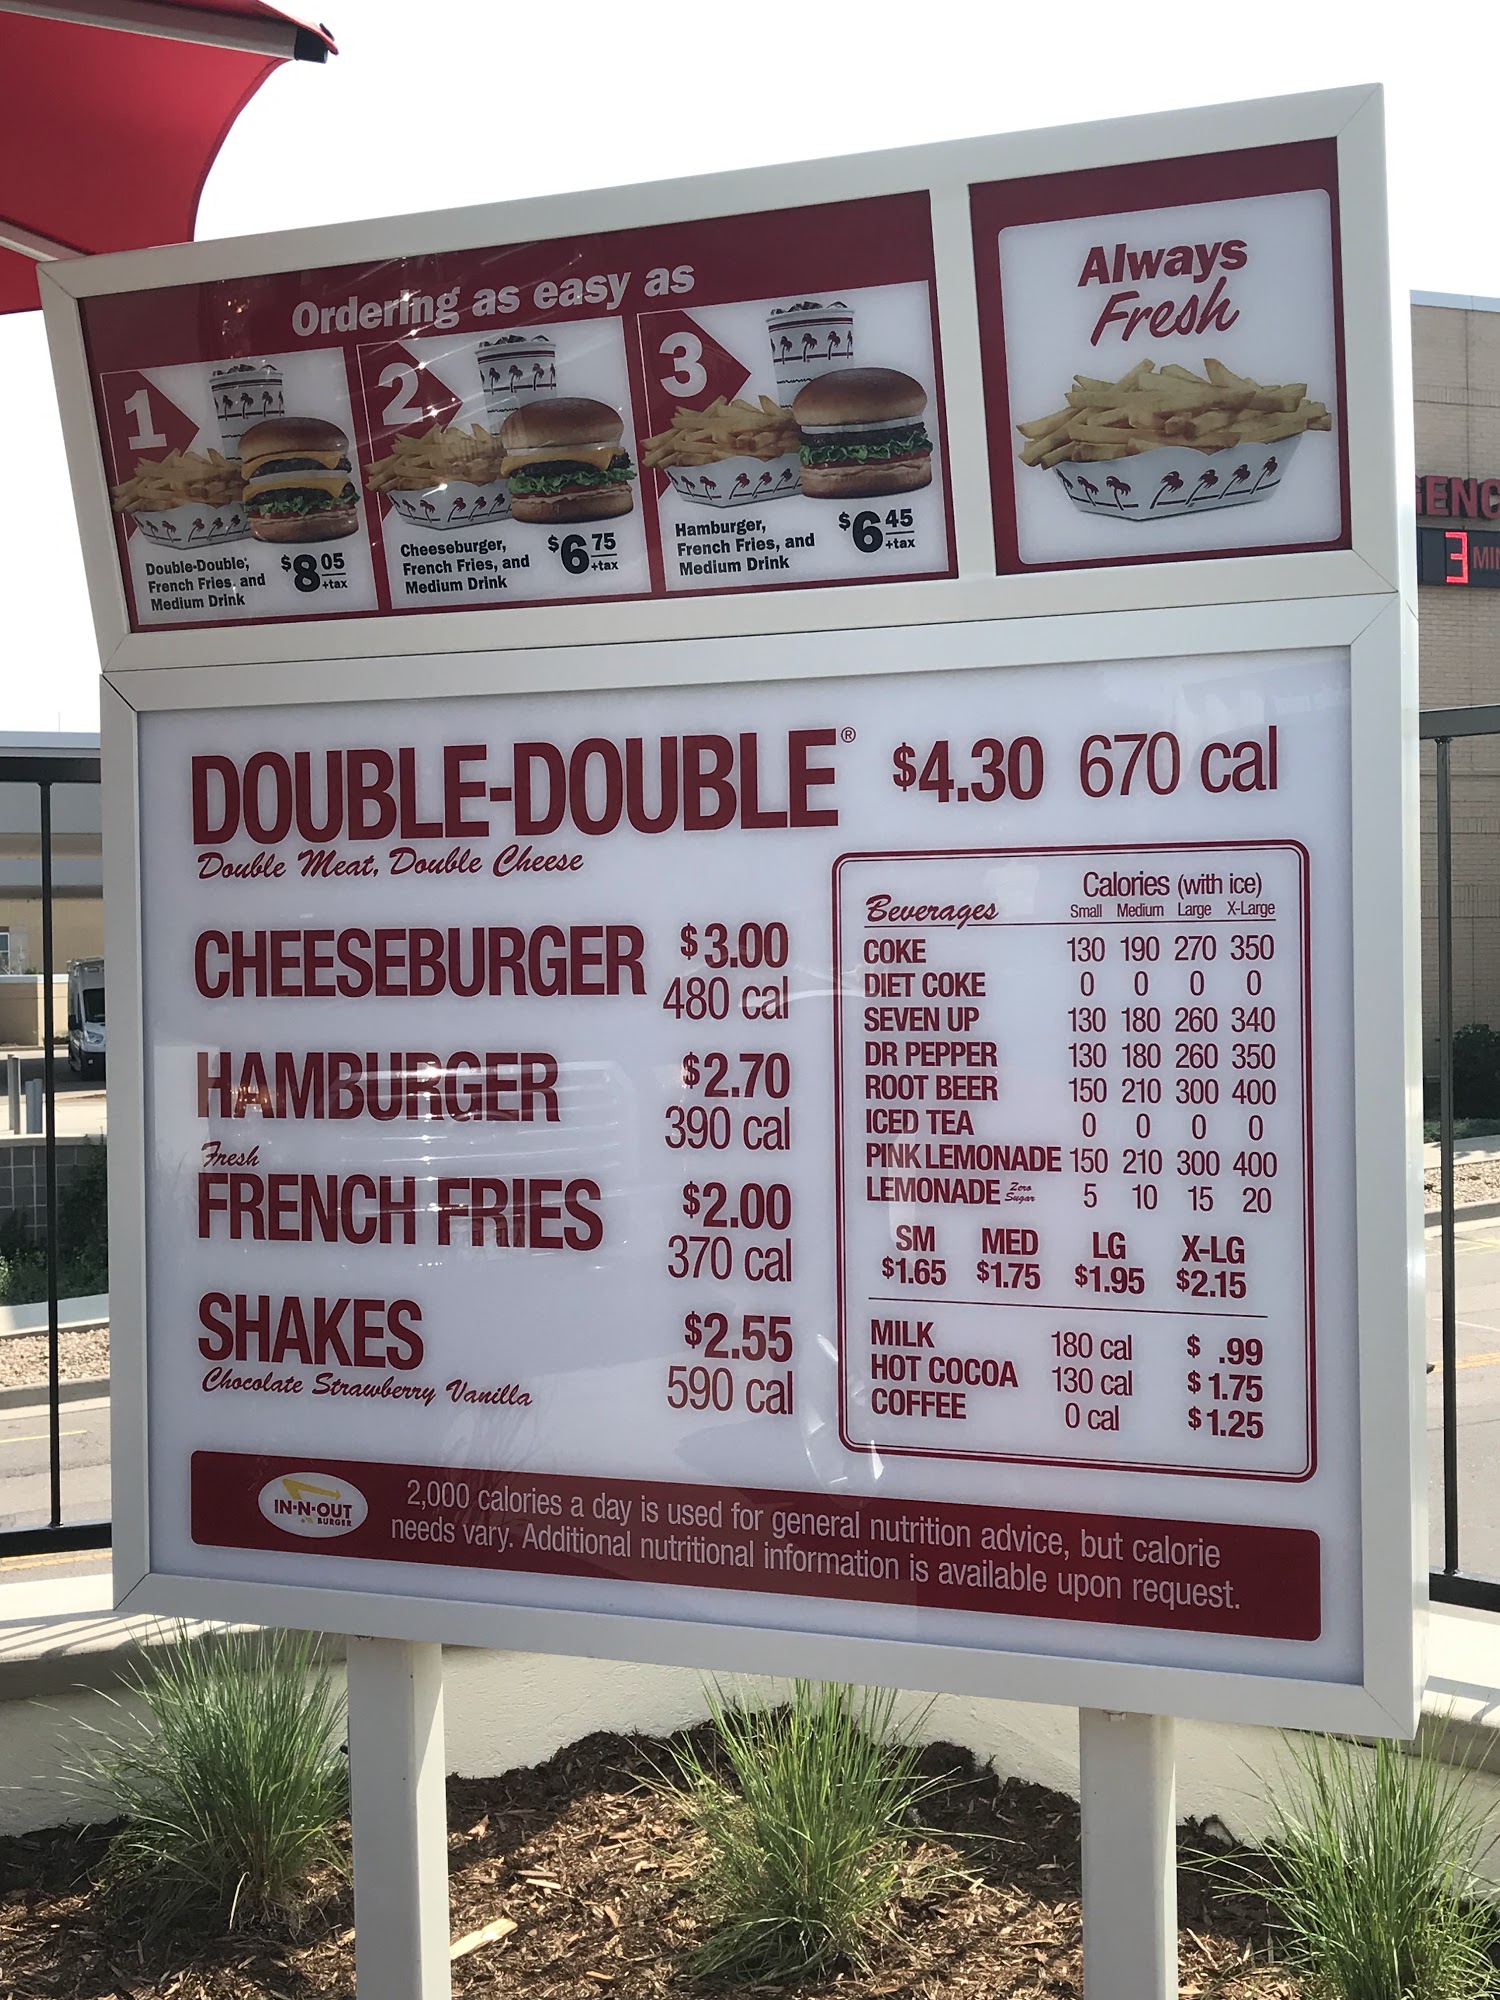 Ordering as easy as
1
Double-Double®,
French Fries, and
Medium Drink
$8 05 +tax
2
Cheeseburger,
French Fries, and
Medium Drink
$6 75 +tax
3
Hamburger,
French Fries, and
Medium Drink
$6 45 +tax
Always
Fresh
DOUBLE-DOUBLE® $4.30 670 cal
Double Meat, Double Cheese
CHEESEBURGER $3.00
480 cal
HAMBURGER $2.70
390 cal
Fresh
FRENCH FRIES $2.00
370 cal
SHAKES $2.55
Chocolate Strawberry Vanilla 590 cal
Beverages Calories (with ice)
Small Medium Large X-Large
COKE 130 190 270 350
DIET COKE 0 0 0 0
SEVEN UP 130 180 260 340
DR PEPPER 130 180 260 350
ROOT BEER 150 210 300 400
ICED TEA 0 0 0 0
PINK LEMONADE 150 210 300 400
LEMONADE Zero Sugar 5 10 15 20
SM MED LG X-LG
$1.65 $1.75 $1.95 $2.15
MILK 180 cal $ .99
HOT COCOA 130 cal $1.75
COFFEE 0 cal $1.25
IN-N-OUT
BURGER
2,000 calories a day is used for general nutrition advice, but calorie
needs vary. Additional nutritional information is available upon request.
3 MI